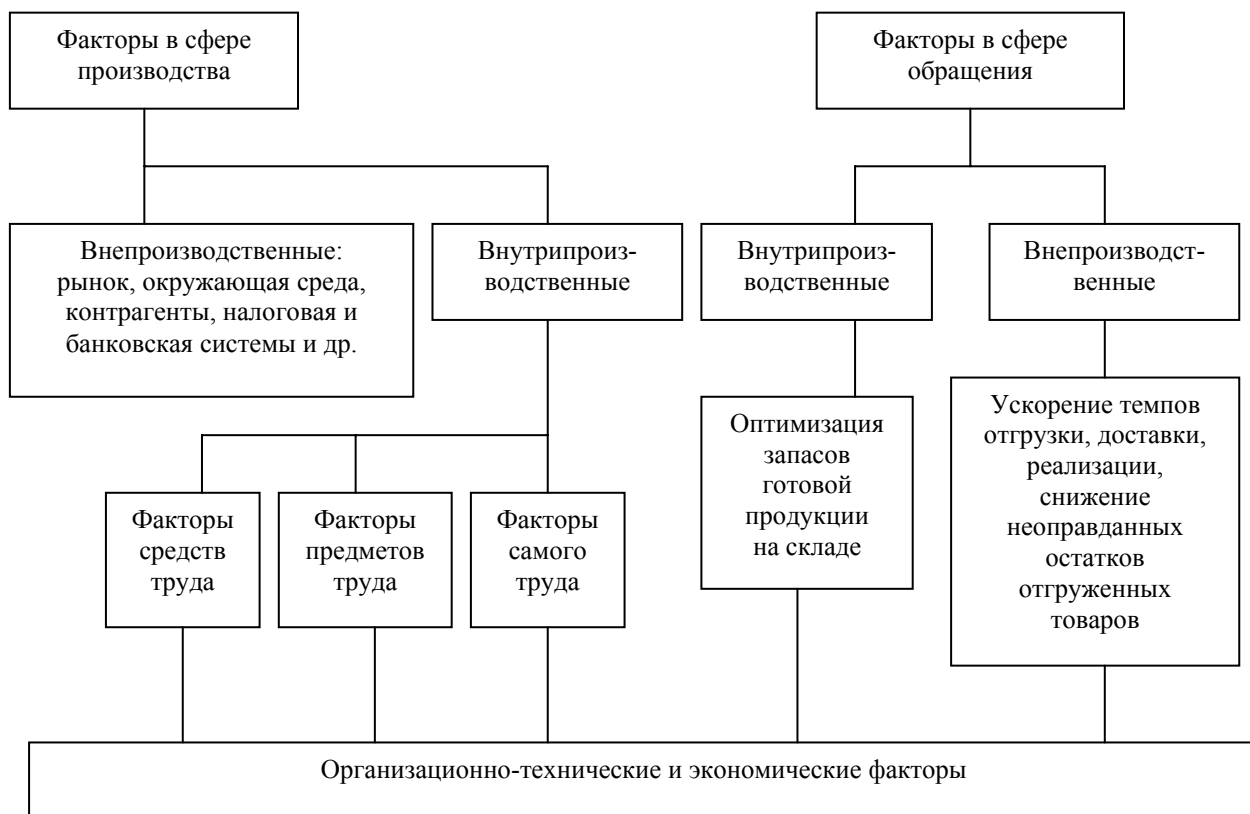 Факторы в сфере
производства
Факторы в сфере
обращения
Внепроизводственные:
рынок, окружающая среда,
контрагенты, налоговая и
банковская системы и др.
Внутрипроиз-
водственные
Внутрипроиз-
водственные
Внепроизводст-
венные
Факторы
средств
труда
Факторы
предметов
труда
Факторы
самого
труда
Оптимизация
запасов
готовой
продукции
на складе
Ускорение темпов
отгрузки, доставки,
реализации,
снижение
неоправданных
остатков
отгруженных
товаров
Организационно-технические и экономические факторы